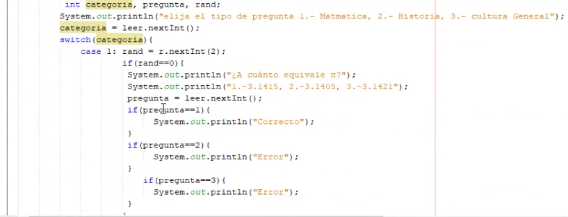 int categoria, pregunta, rand;
System.out.println("elija el tipo de pregunta 1.- Matmatica, 2.- Historia, 3.- cultura General");
categoria = leer.nextInt();
switch(categoria){
case 1: rand = r.nextInt(2);
if(rand==0){
System.out.println("¿A cuánto equivale π?");
System.out.println("1.-3.1415, 2.-3.1405, 3.-3.1421");
pregunta = leer.nextInt();
if(pregunta==1){
System.out.println("Correcto");
}
if(pregunta==2){
System.out.println("Error");
}
if(pregunta==3){
System.out.println("Error");
}